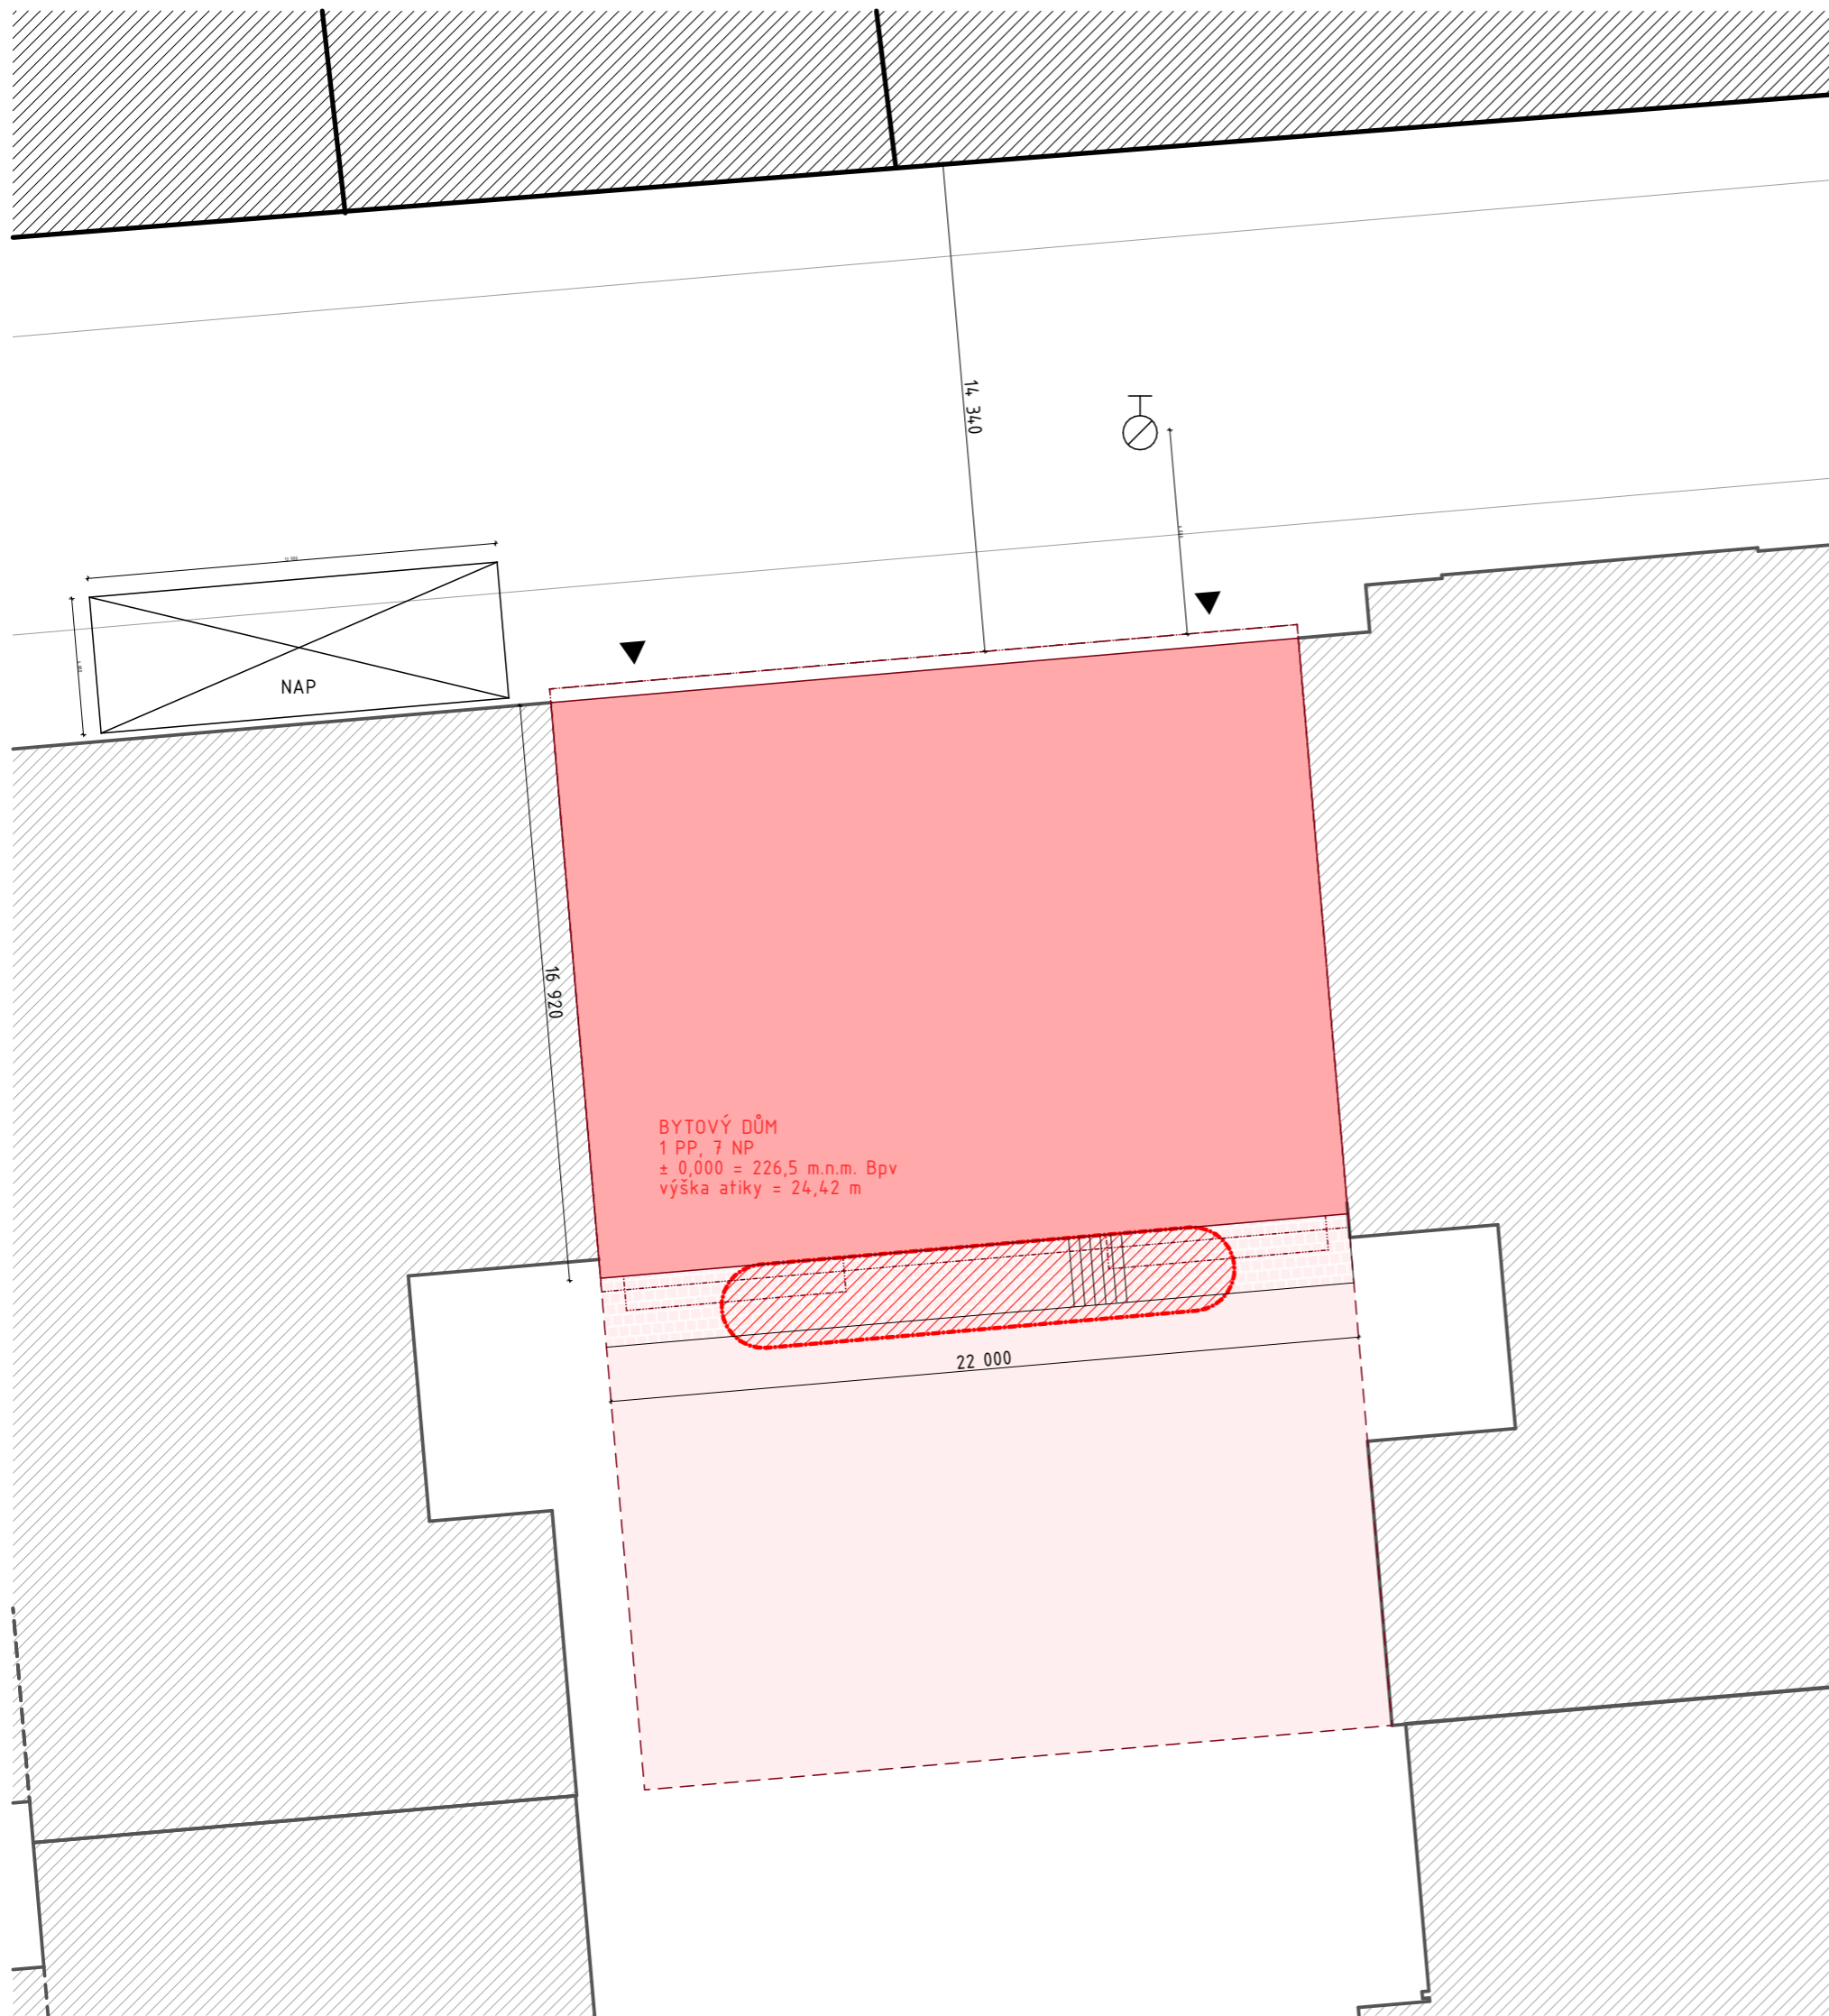 14 340
NAP
16 920
BYTOVÝ DŮM
1 PP, 7 NP
± 0,000 = 226,5 m.n.m. Bpv
výška atiky = 24,42 m
22 000